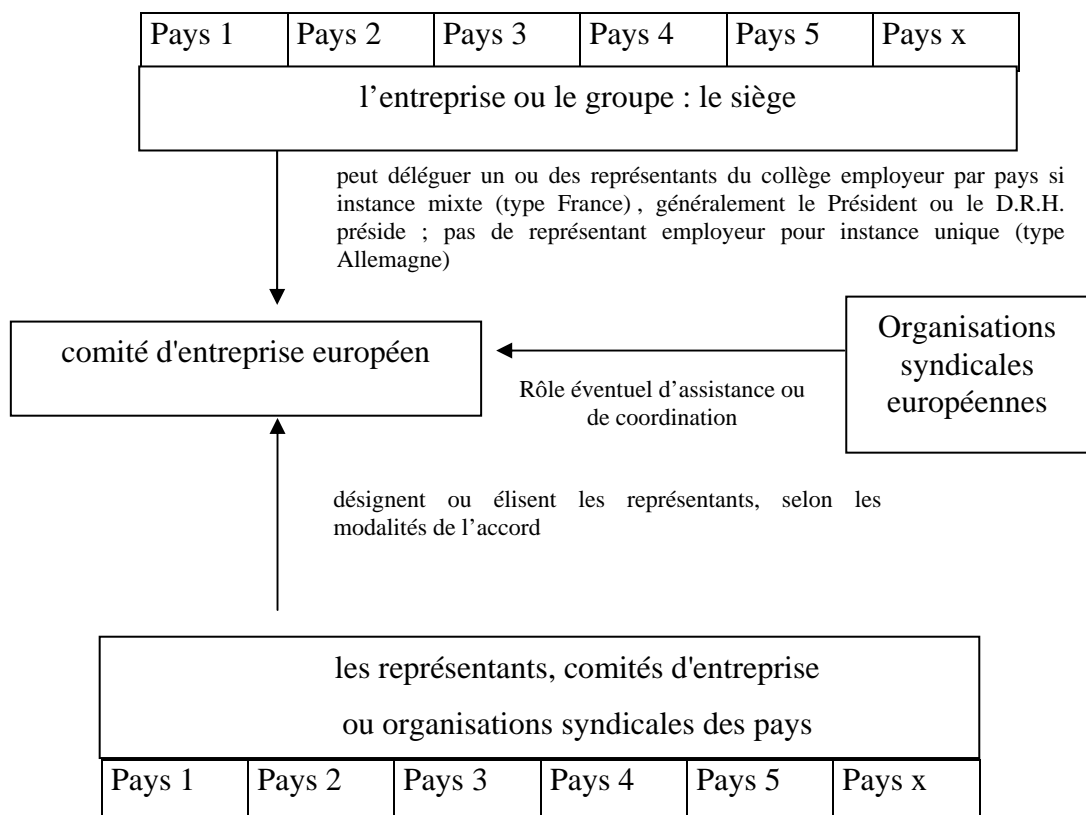 Pays 1 Pays 2 Pays 3 Pays 4 Pays 5 Pays x
l’entreprise ou le groupe : le siège
peut déléguer un ou des représentants du collège employeur par pays si
instance mixte (type France) , généralement le Président ou le D.R.H.
préside ; pas de représentant employeur pour instance unique (type
Allemagne)
comité d'entreprise européen
Organisations
syndicales
européennes
Rôle éventuel d’assistance ou
de coordination
désignent ou élisent les représentants, selon les
modalités de l’accord
les représentants, comités d'entreprise
ou organisations syndicales des pays
Pays 1 Pays 2 Pays 3 Pays 4 Pays 5 Pays x